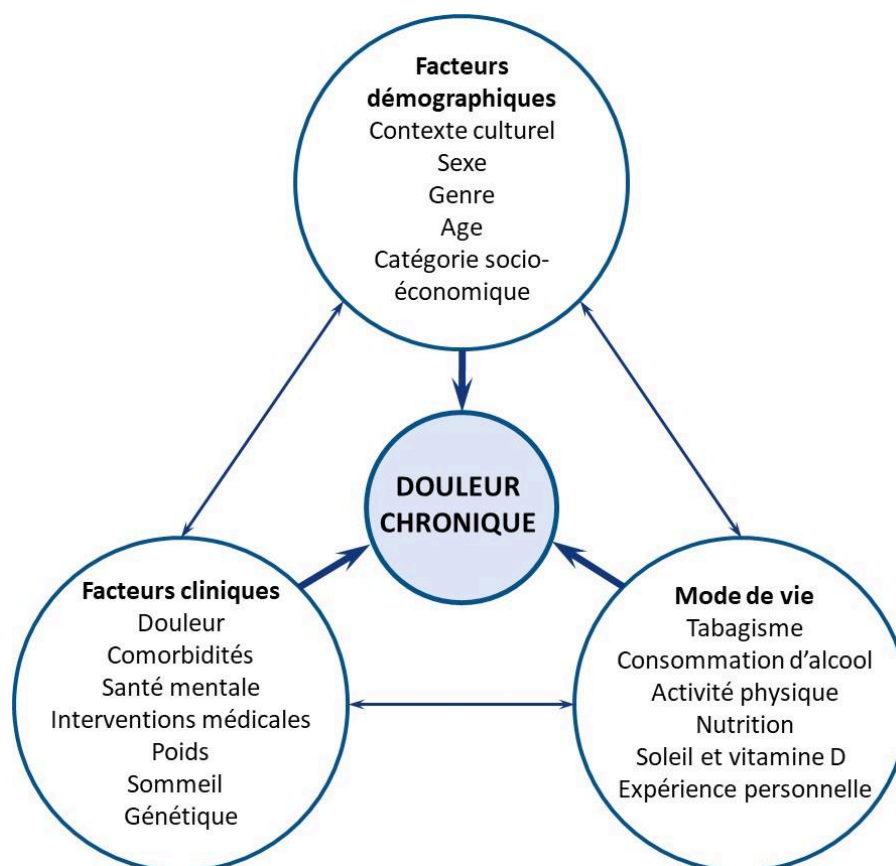 Facteurs
démographiques
Contexte culturel
Sexe
Genre
Age
Catégorie socio-
économique
DOULEUR
CHRONIQUE
Facteurs cliniques
Douleur
Comorbidités
Santé mentale
Interventions médicales
Poids
Sommeil
Génétique
Mode de vie
Tabagisme
Consommation d'alcool
Activité physique
Nutrition
Soleil et vitamine D
Expérience personnelle